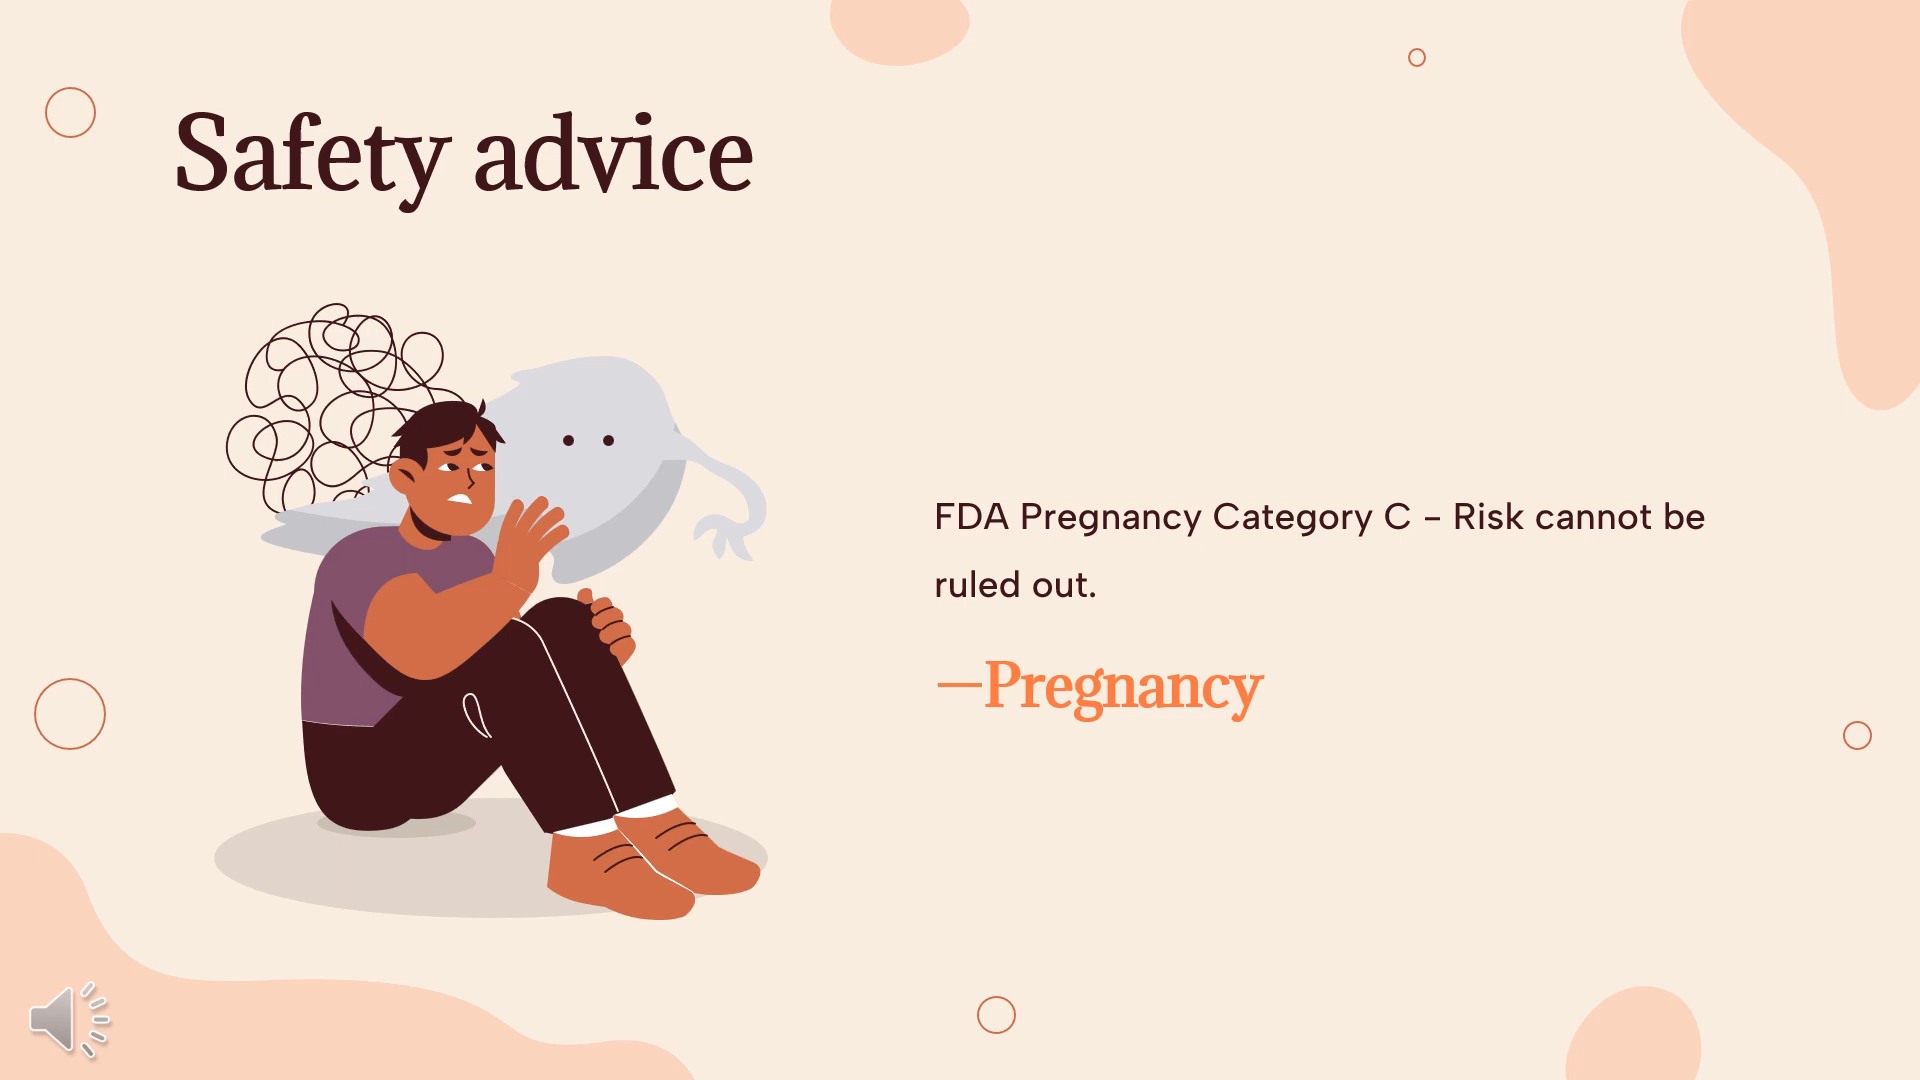 Safety advice
FDA Pregnancy Category C – Risk cannot be
ruled out.
—Pregnancy